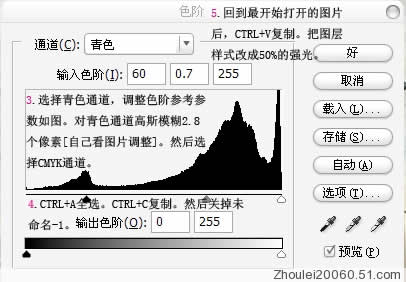 色阶
5.回到最开始打开的图片
后，CTRL+V复制。把图层
样式改成50%的强光。
通道(C): 青色
好
输入色阶(I): 60 0.7 255
取消
3.选择青色通道，调整色阶参考参
数如图。对青色通道高斯模糊2.8
个像素[自己看图片调整]。然后选
择CMYK通道。
载入(L)...
存储(S)...
自动(A)
选项(T)...
4.CTRL+A全选。CTRL+C复制。然后关掉未
命名-1。
输出色阶(O): 0 255
预览(P)
Zhoulei20060.51.com